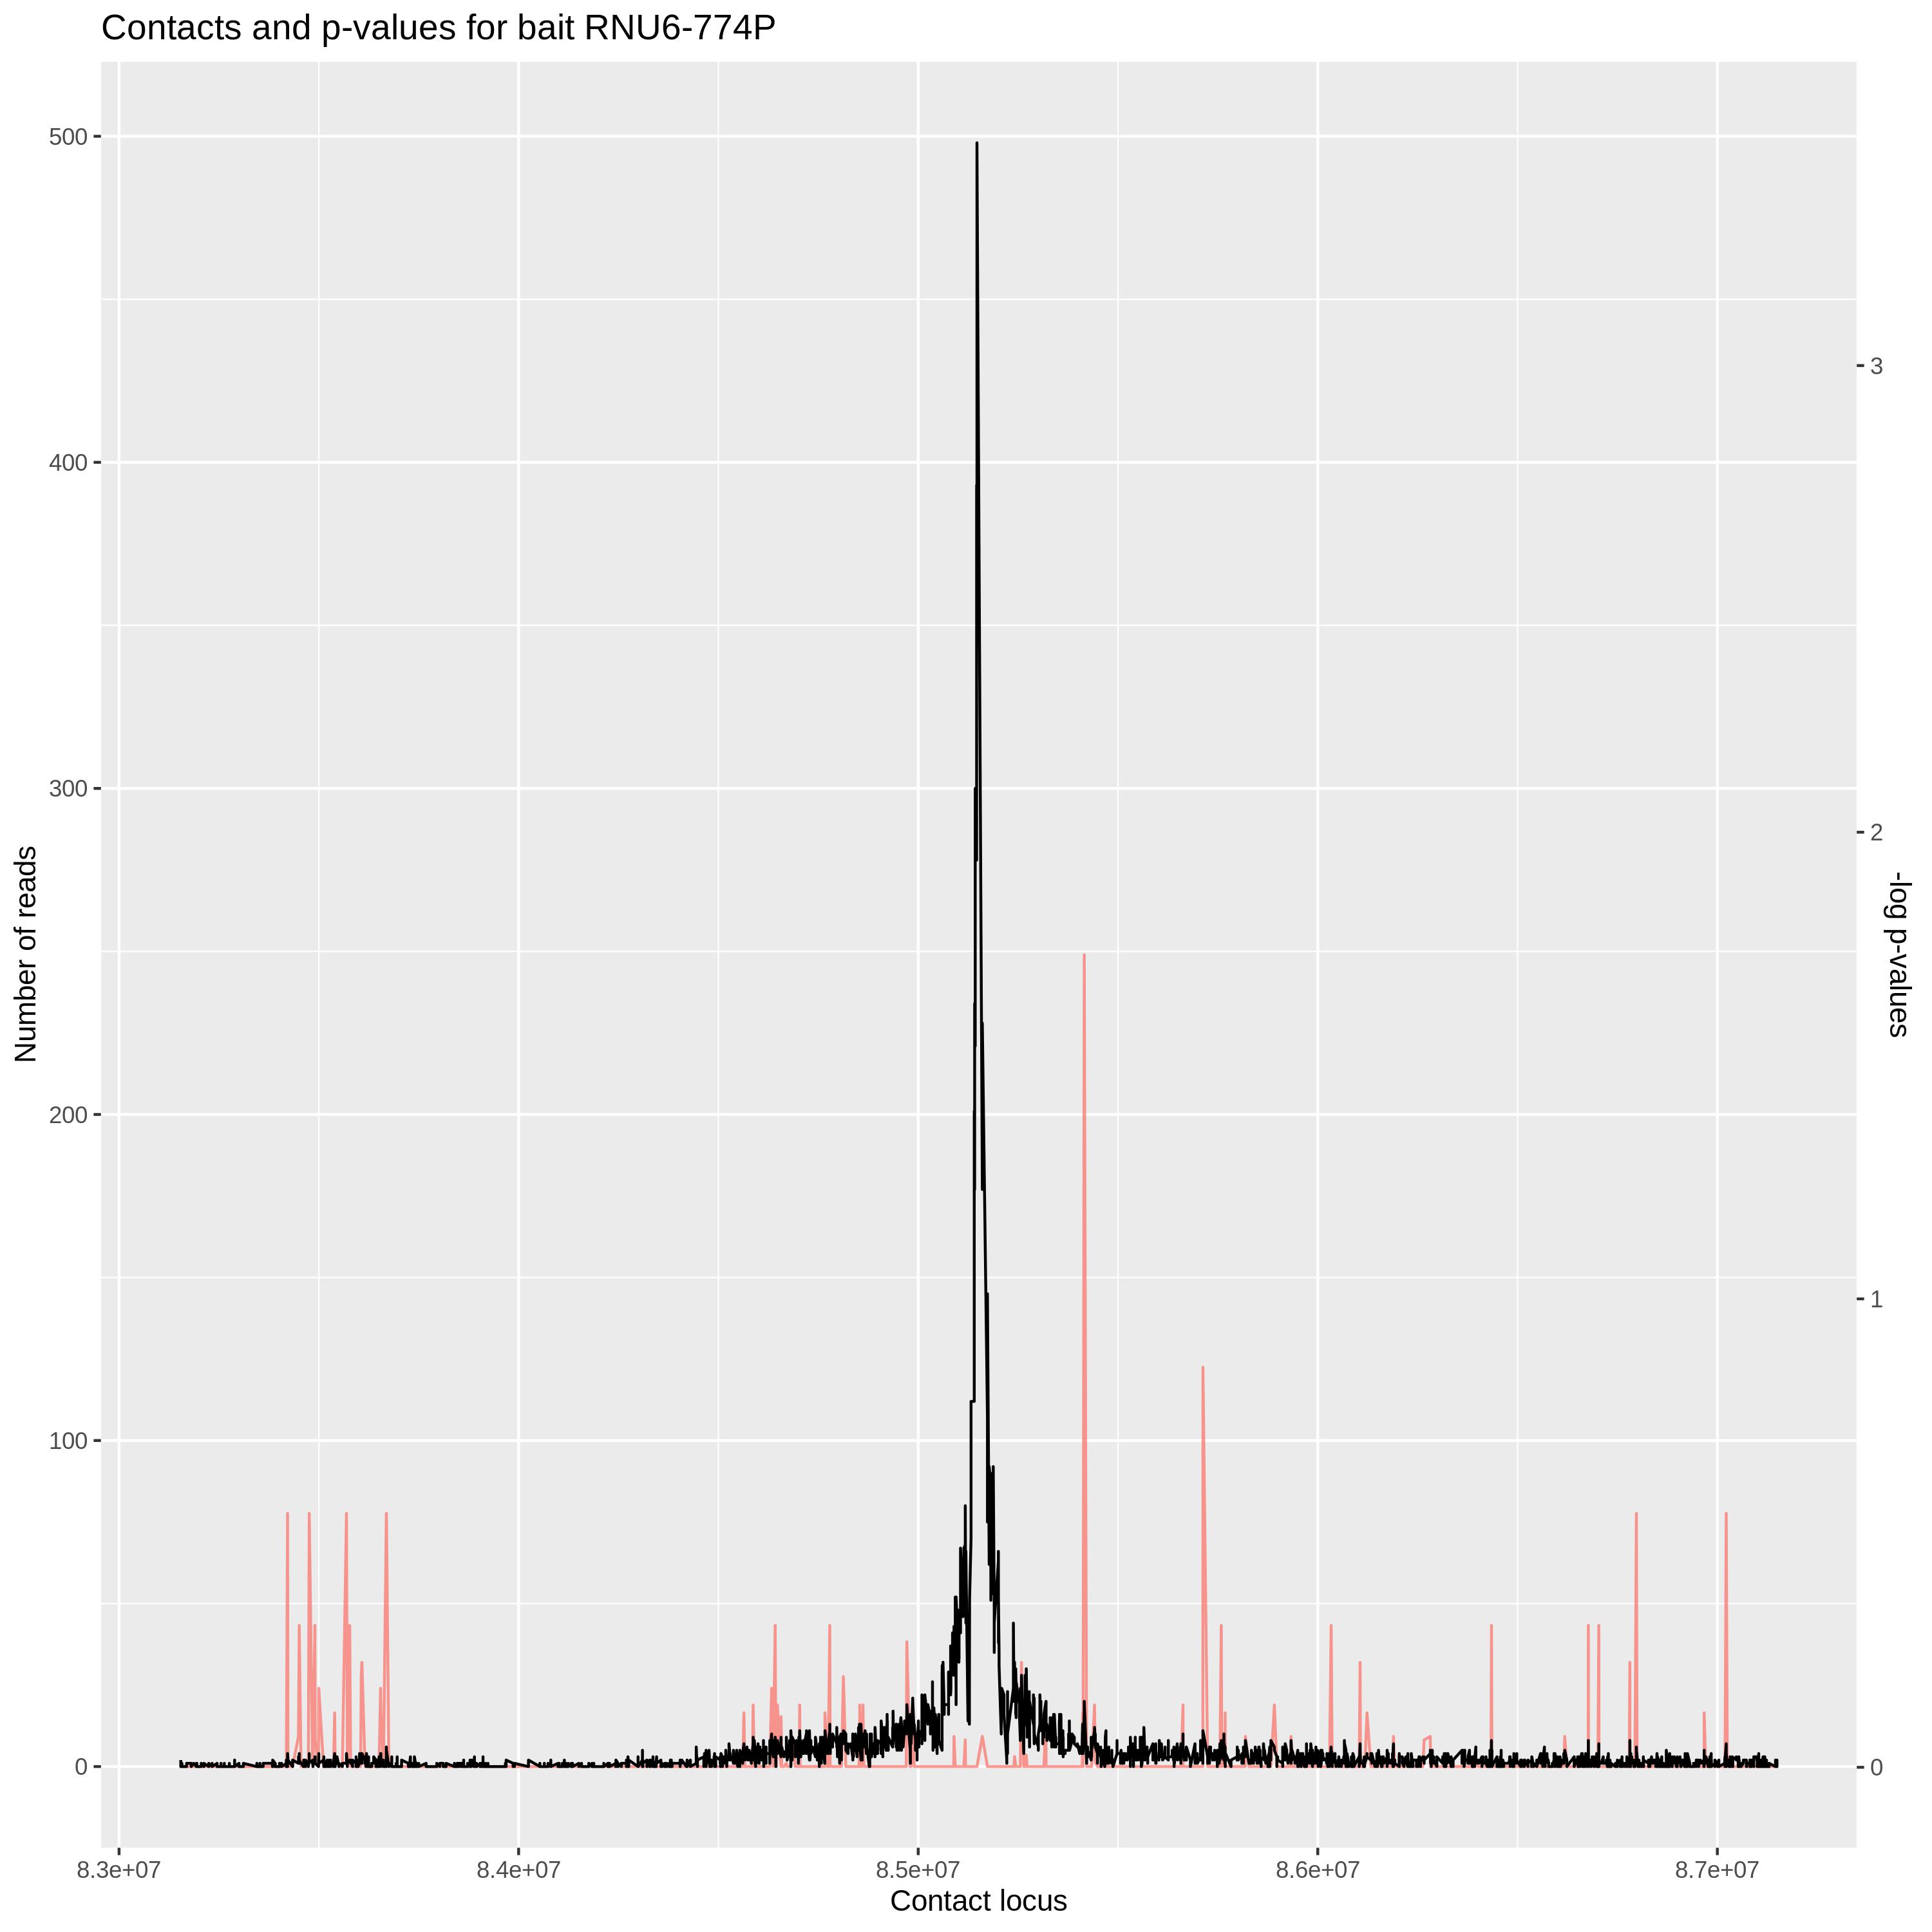 Contacts and p-values for bait RNU6-774P
500
400
300
200
100
0
Number of reads
3
2
1
0
-log p-values
8.3e+07
8.4e+07
8.5e+07
8.6e+07
8.7e+07
Contact locus